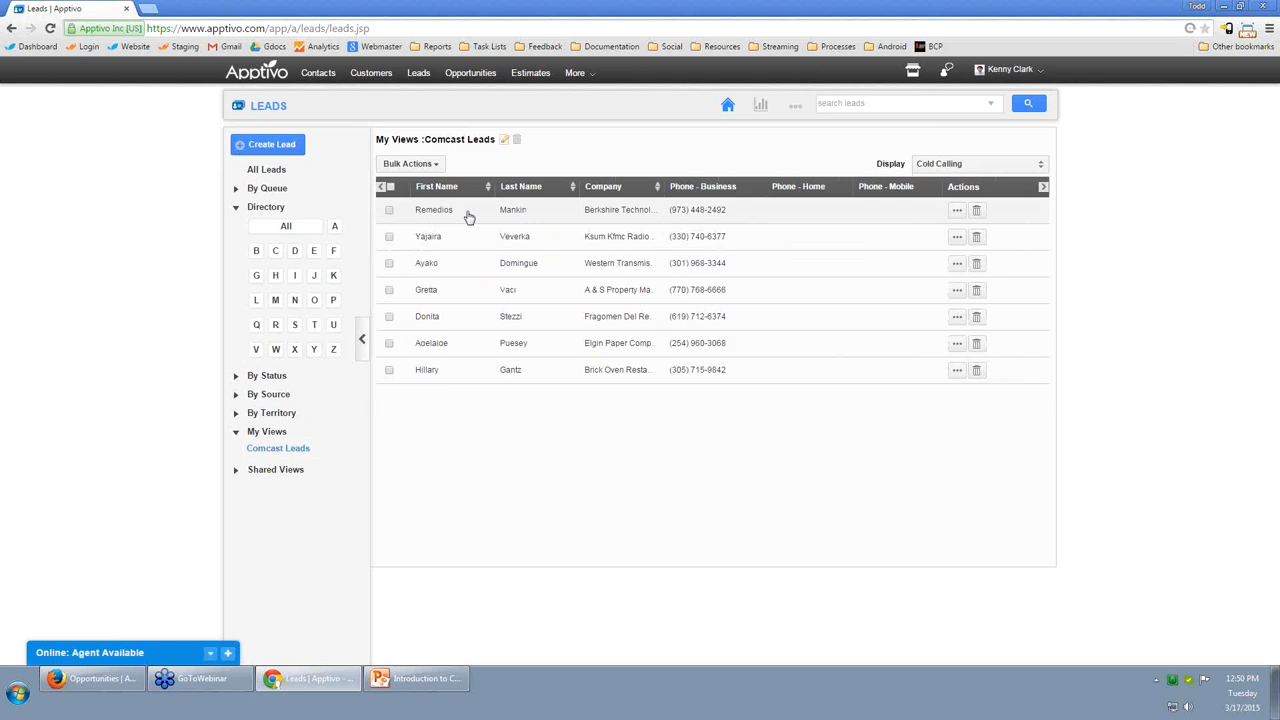 Leads | Apptivo
Todd
Apptivo Inc [US] https://www.apptivo.com/app/a/leads/leads.jsp
Dashboard Login Website Staging Gmail Gdocs Analytics Webmaster Reports Task Lists Feedback Documentation Social Resources Streaming Processes Android BCP Other bookmarks
Apptivo Contacts Customers Leads Opportunities Estimates More Kenny Clark
LEADS search leads
Create Lead
All Leads
By Queue
Directory
All A
B C D E F
G H I J K
L M N O P
Q R S T U
V W X Y Z
By Status
By Source
By Territory
My Views
Comcast Leads
Shared Views
My Views :Comcast Leads
Bulk Actions Display Cold Calling
First Name Last Name Company Phone - Business Phone - Home Phone - Mobile Actions
Remedios Mankin Berkshire Technol... (973) 448-2492
Yajaira Veverka Ksum Kfmc Radio .. (330) 740-6377
Ayako Domingue Western Transmis.. (301) 968-3344
Gretta Vaci A & S Property Ma.. (770) 768-6666
Donita Stezzi Fragomen Del Re.. (619) 712-6374
Adelaide Puesey Elgin Paper Comp.. (254) 960-3068
Hillary Gantz Brick Oven Resta.. (305) 715-9842
Online: Agent Available
Opportunities | A... GoToWebinar Leads | Apptivo - ... Introduction to C...
12:50 PM
Tuesday
3/17/2015